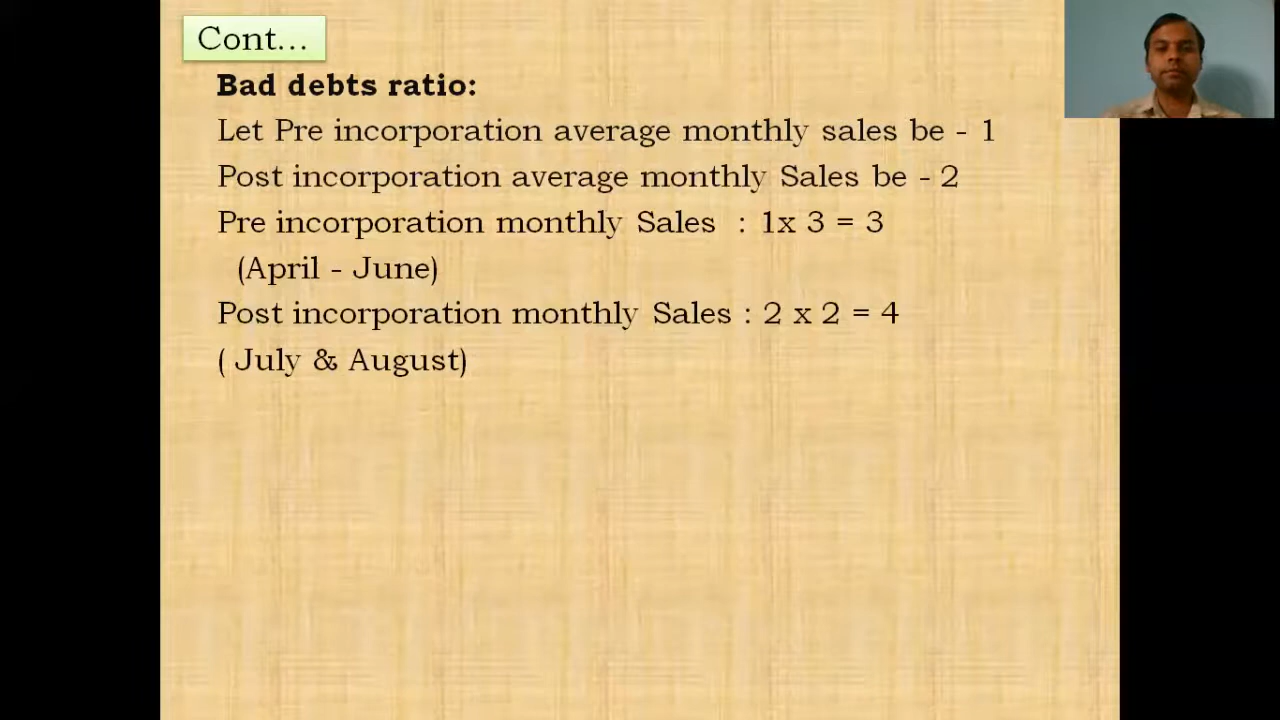 Cont…
Bad debts ratio:
Let Pre incorporation average monthly sales be - 1
Post incorporation average monthly Sales be - 2
Pre incorporation monthly Sales : 1x 3 = 3
(April - June)
Post incorporation monthly Sales : 2 x 2 = 4
( July & August)